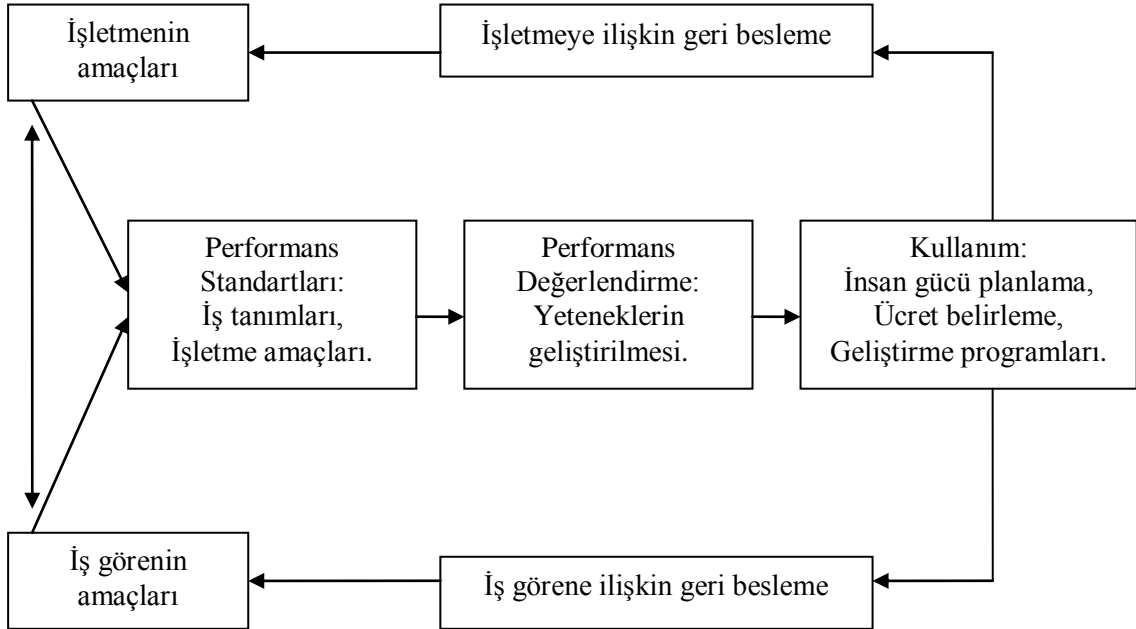 İşletmenin
amaçları
İşletmeye ilişkin geri besleme
Performans
Standartları:
İş tanımları,
İşletme amaçları.
Performans
Değerlendirme:
Yeteneklerin
geliştirilmesi.
Kullanım:
İnsan gücü planlama,
Ücret belirleme,
Geliştirme programları.
İş görenin
amaçları
İş görene ilişkin geri besleme